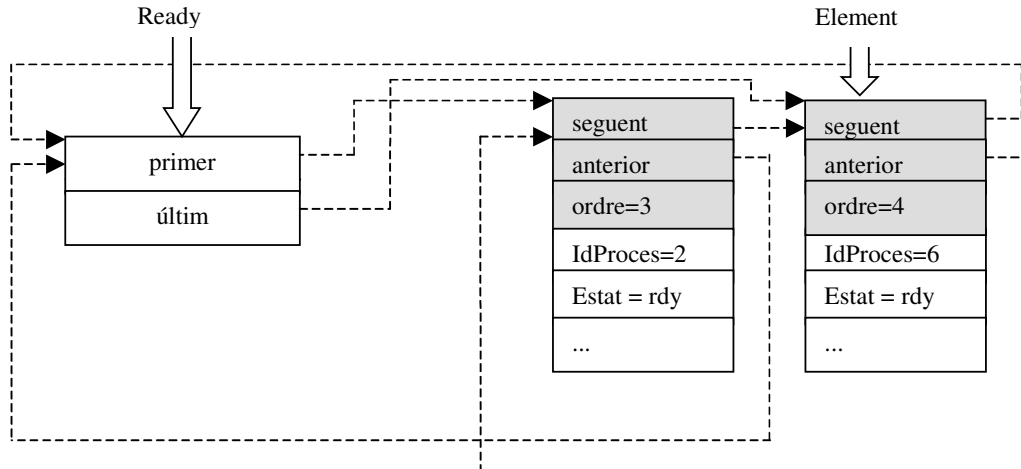 Ready
Element
primer
últim
seguent
anterior
ordre=3
IdProces=2
Estat = rdy
...
seguent
anterior
ordre=4
IdProces=6
Estat = rdy
...